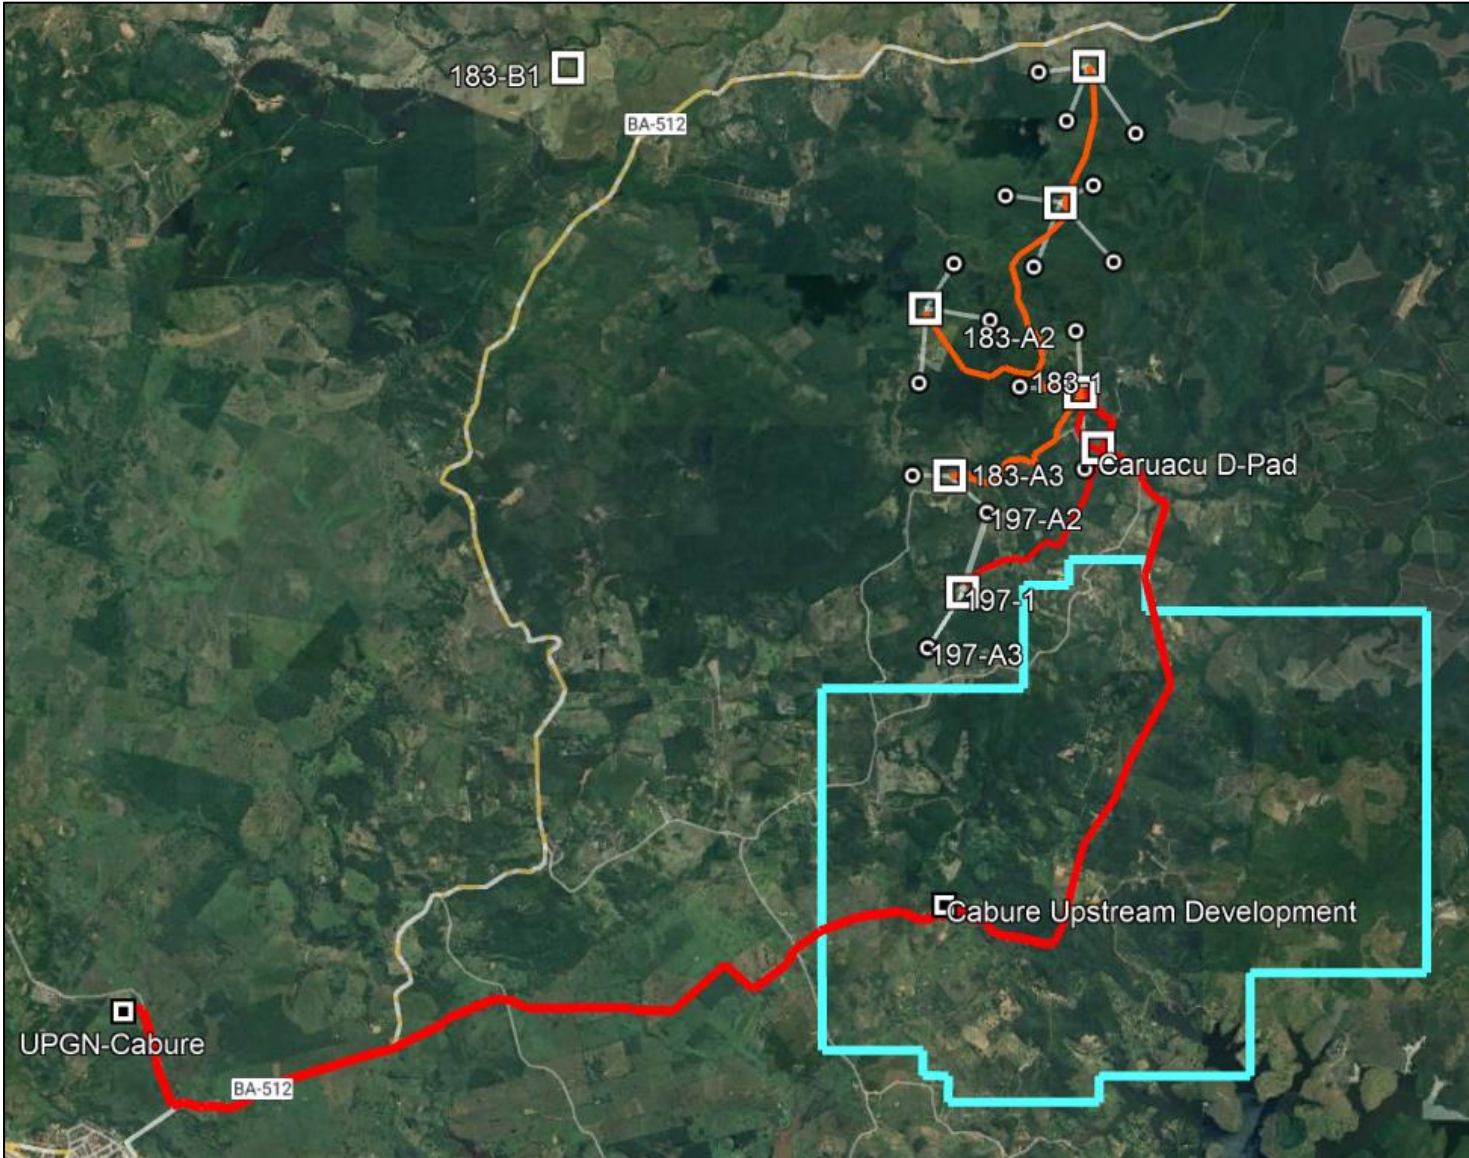 183-B1
BA-512
183-A2
183-1
Caruacu D-Pad
183-A3
197-A2
197-1
197-A3
Cabure Upstream Development
UPGN-Cabure
BA-512